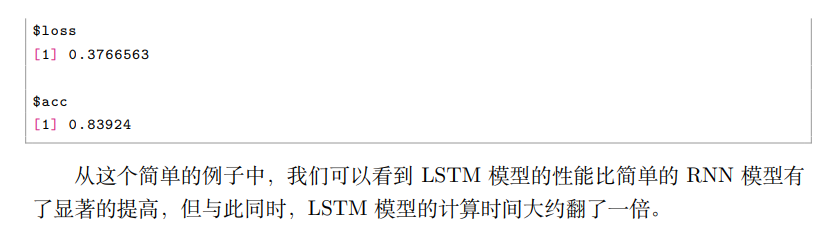 $loss
[1] 0.3766563
$acc
[1] 0.83924
从这个简单的例子中，我们可以看到 LSTM 模型的性能比简单的 RNN 模型有
了显著的提高，但与此同时，LSTM 模型的计算时间大约翻了一倍。